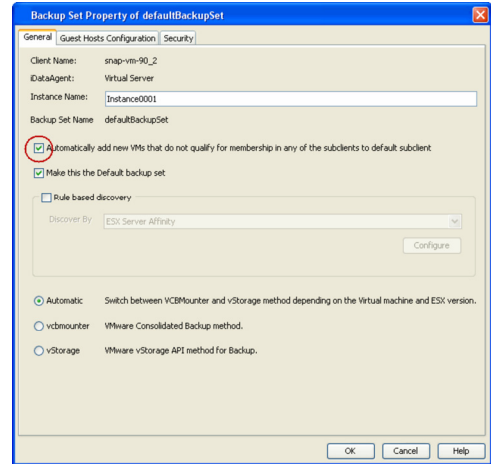 Backup Set Property of defaultBackupSet
General Guest Hosts Configuration Security
Client Name: snap-vm-90_2
iDataAgent: Virtual Server
Instance Name: Instance0001
Backup Set Name defaultBackupSet
Automatically add new VMs that do not qualify for membership in any of the subclients to default subclient
Make this the Default backup set
Rule based discovery
Discover By ESX Server Affinity
Configure
Automatic Switch between VCBMounter and vStorage method depending on the Virtual machine and ESX version.
vcbmounter VMware Consolidated Backup method.
vStorage VMware vStorage API method for Backup.
OK Cancel Help